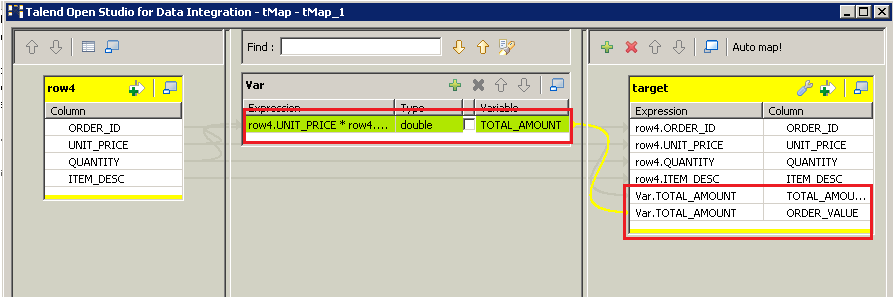 Talend Open Studio for Data Integration - tMap - tMap_1
Find :
Auto map!
row4
Column
ORDER_ID
UNIT_PRICE
QUANTITY
ITEM_DESC
Var
Expression Type Variable
row4.UNIT_PRICE * row4.... double TOTAL_AMOUNT
target
Expression Column
row4.ORDER_ID ORDER_ID
row4.UNIT_PRICE UNIT_PRICE
row4.QUANTITY QUANTITY
row4.ITEM_DESC ITEM_DESC
Var.TOTAL_AMOUNT TOTAL_AMOU...
Var.TOTAL_AMOUNT ORDER_VALUE